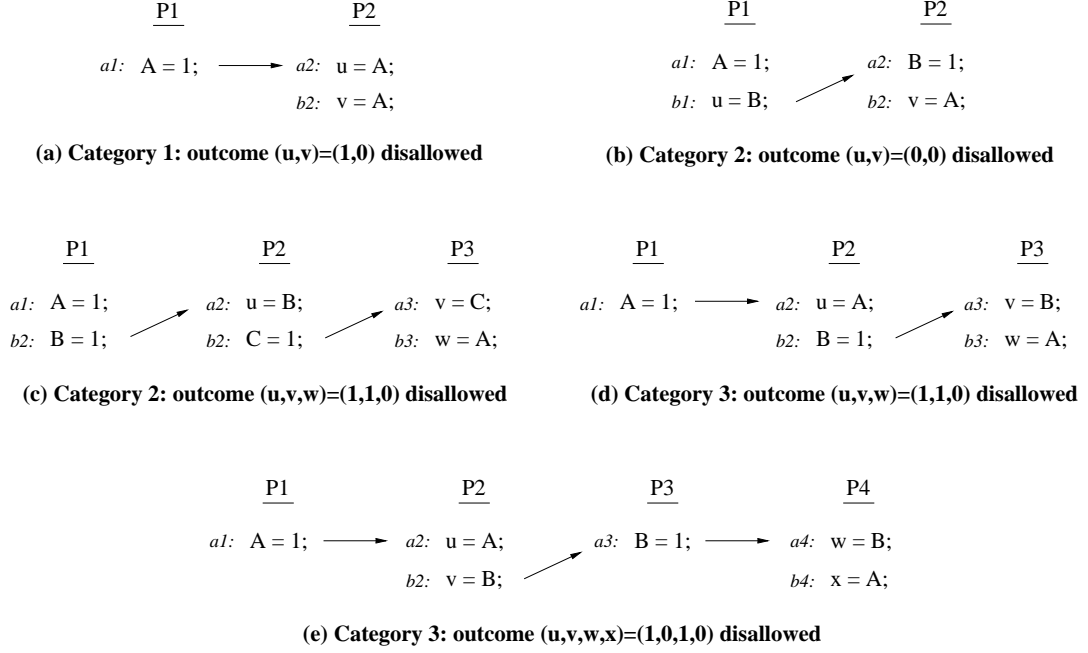 P1 P2
a1: A = 1; a2: u = A;
b2: v = A;
(a) Category 1: outcome (u,v)=(1,0) disallowed
P1 P2
a1: A = 1; a2: B = 1;
b1: u = B; b2: v = A;
(b) Category 2: outcome (u,v)=(0,0) disallowed
P1 P2 P3
a1: A = 1; a2: u = B; a3: v = C;
b2: B = 1; b2: C = 1; b3: w = A;
(c) Category 2: outcome (u,v,w)=(1,1,0) disallowed
P1 P2 P3
a1: A = 1; a2: u = A; a3: v = B;
b2: B = 1; b3: w = A;
(d) Category 3: outcome (u,v,w)=(1,1,0) disallowed
P1 P2 P3 P4
a1: A = 1; a2: u = A; a3: B = 1; a4: w = B;
b2: v = B; b4: x = A;
(e) Category 3: outcome (u,v,w,x)=(1,0,1,0) disallowed